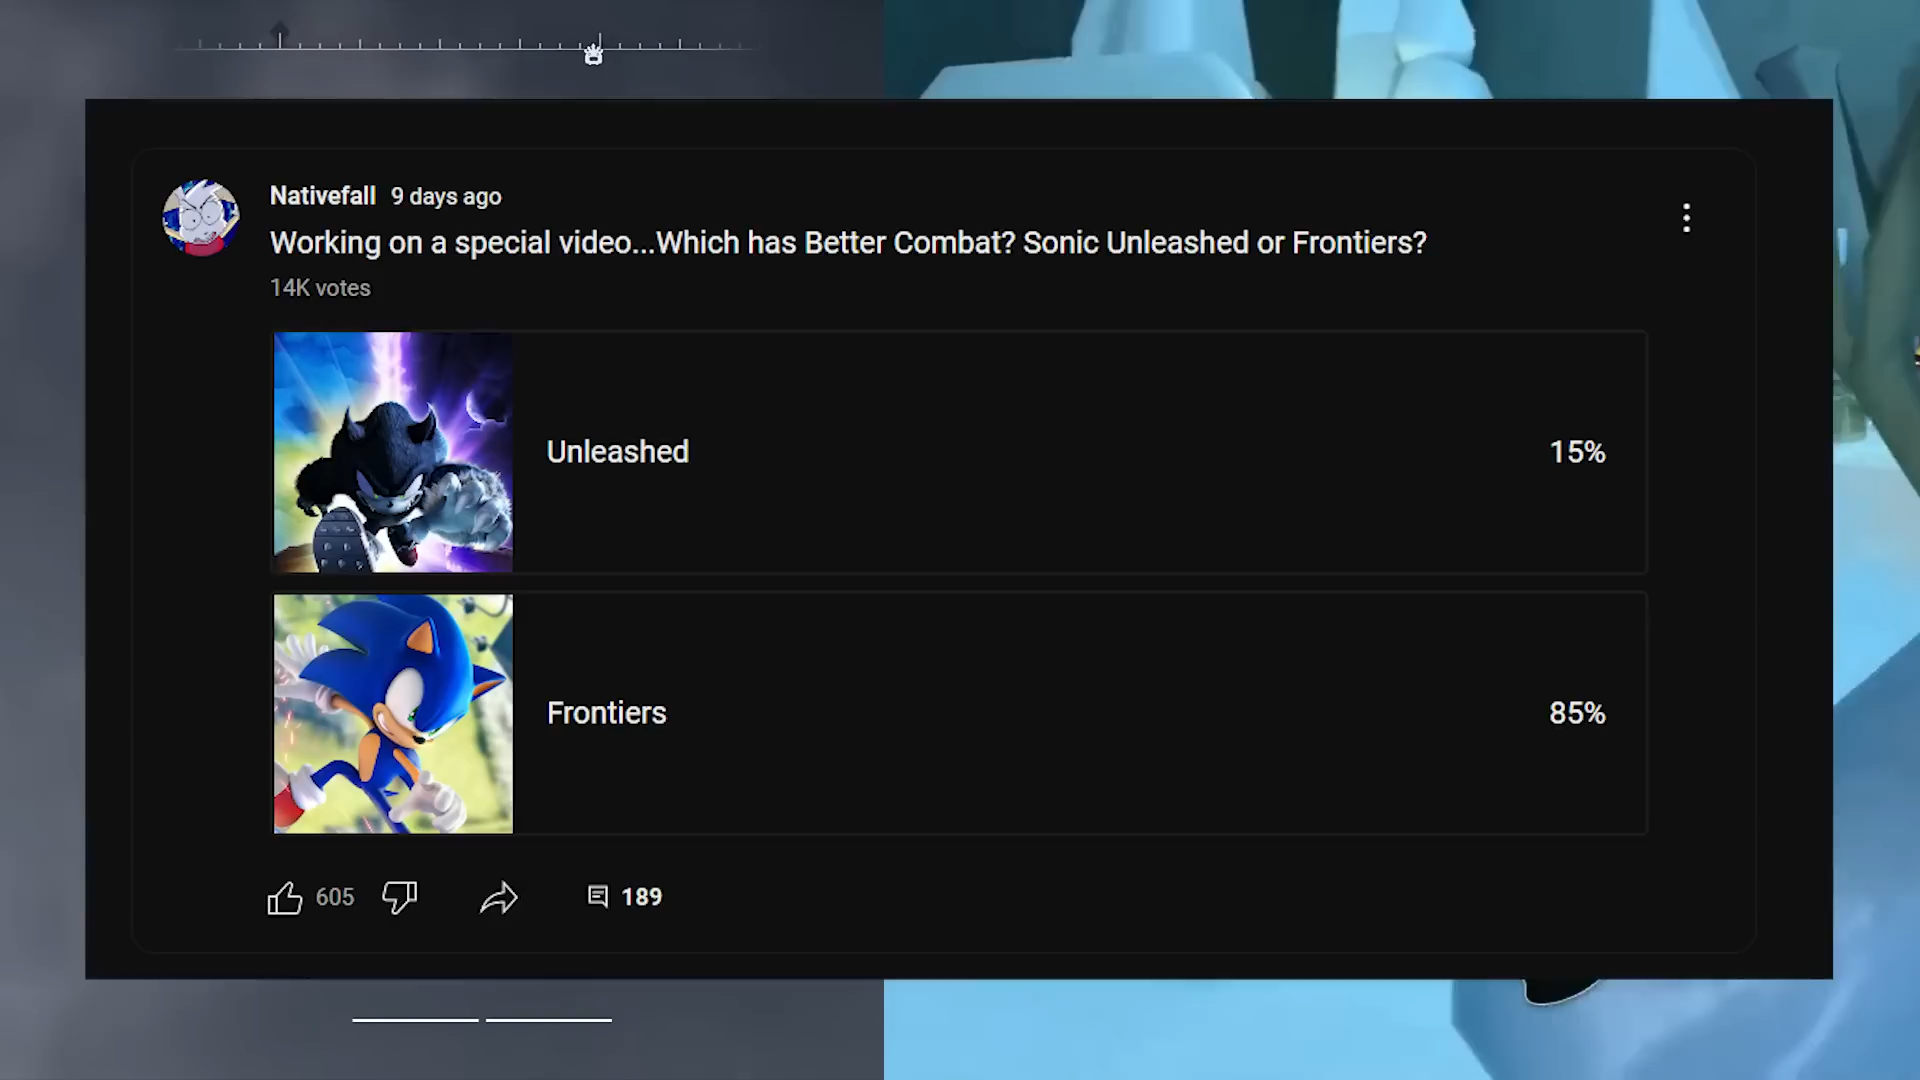 Nativefall 9 days ago
Working on a special video...Which has Better Combat? Sonic Unleashed or Frontiers?
14K votes
Unleashed 15%
Frontiers 85%
605 189